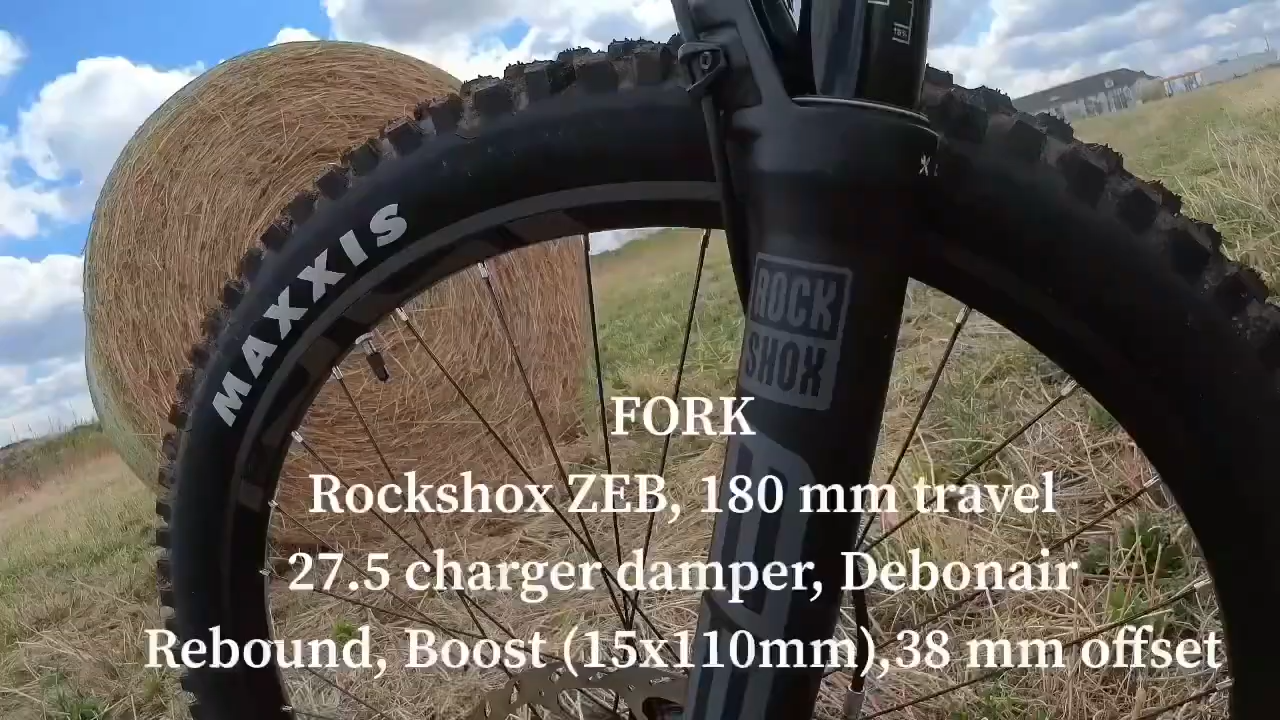 MAXXIS
ROCK
SHOX
FORK
Rockshox ZEB, 180 mm travel
27.5 charger damper, Debonair
Rebound, Boost (15x110mm),38 mm offset